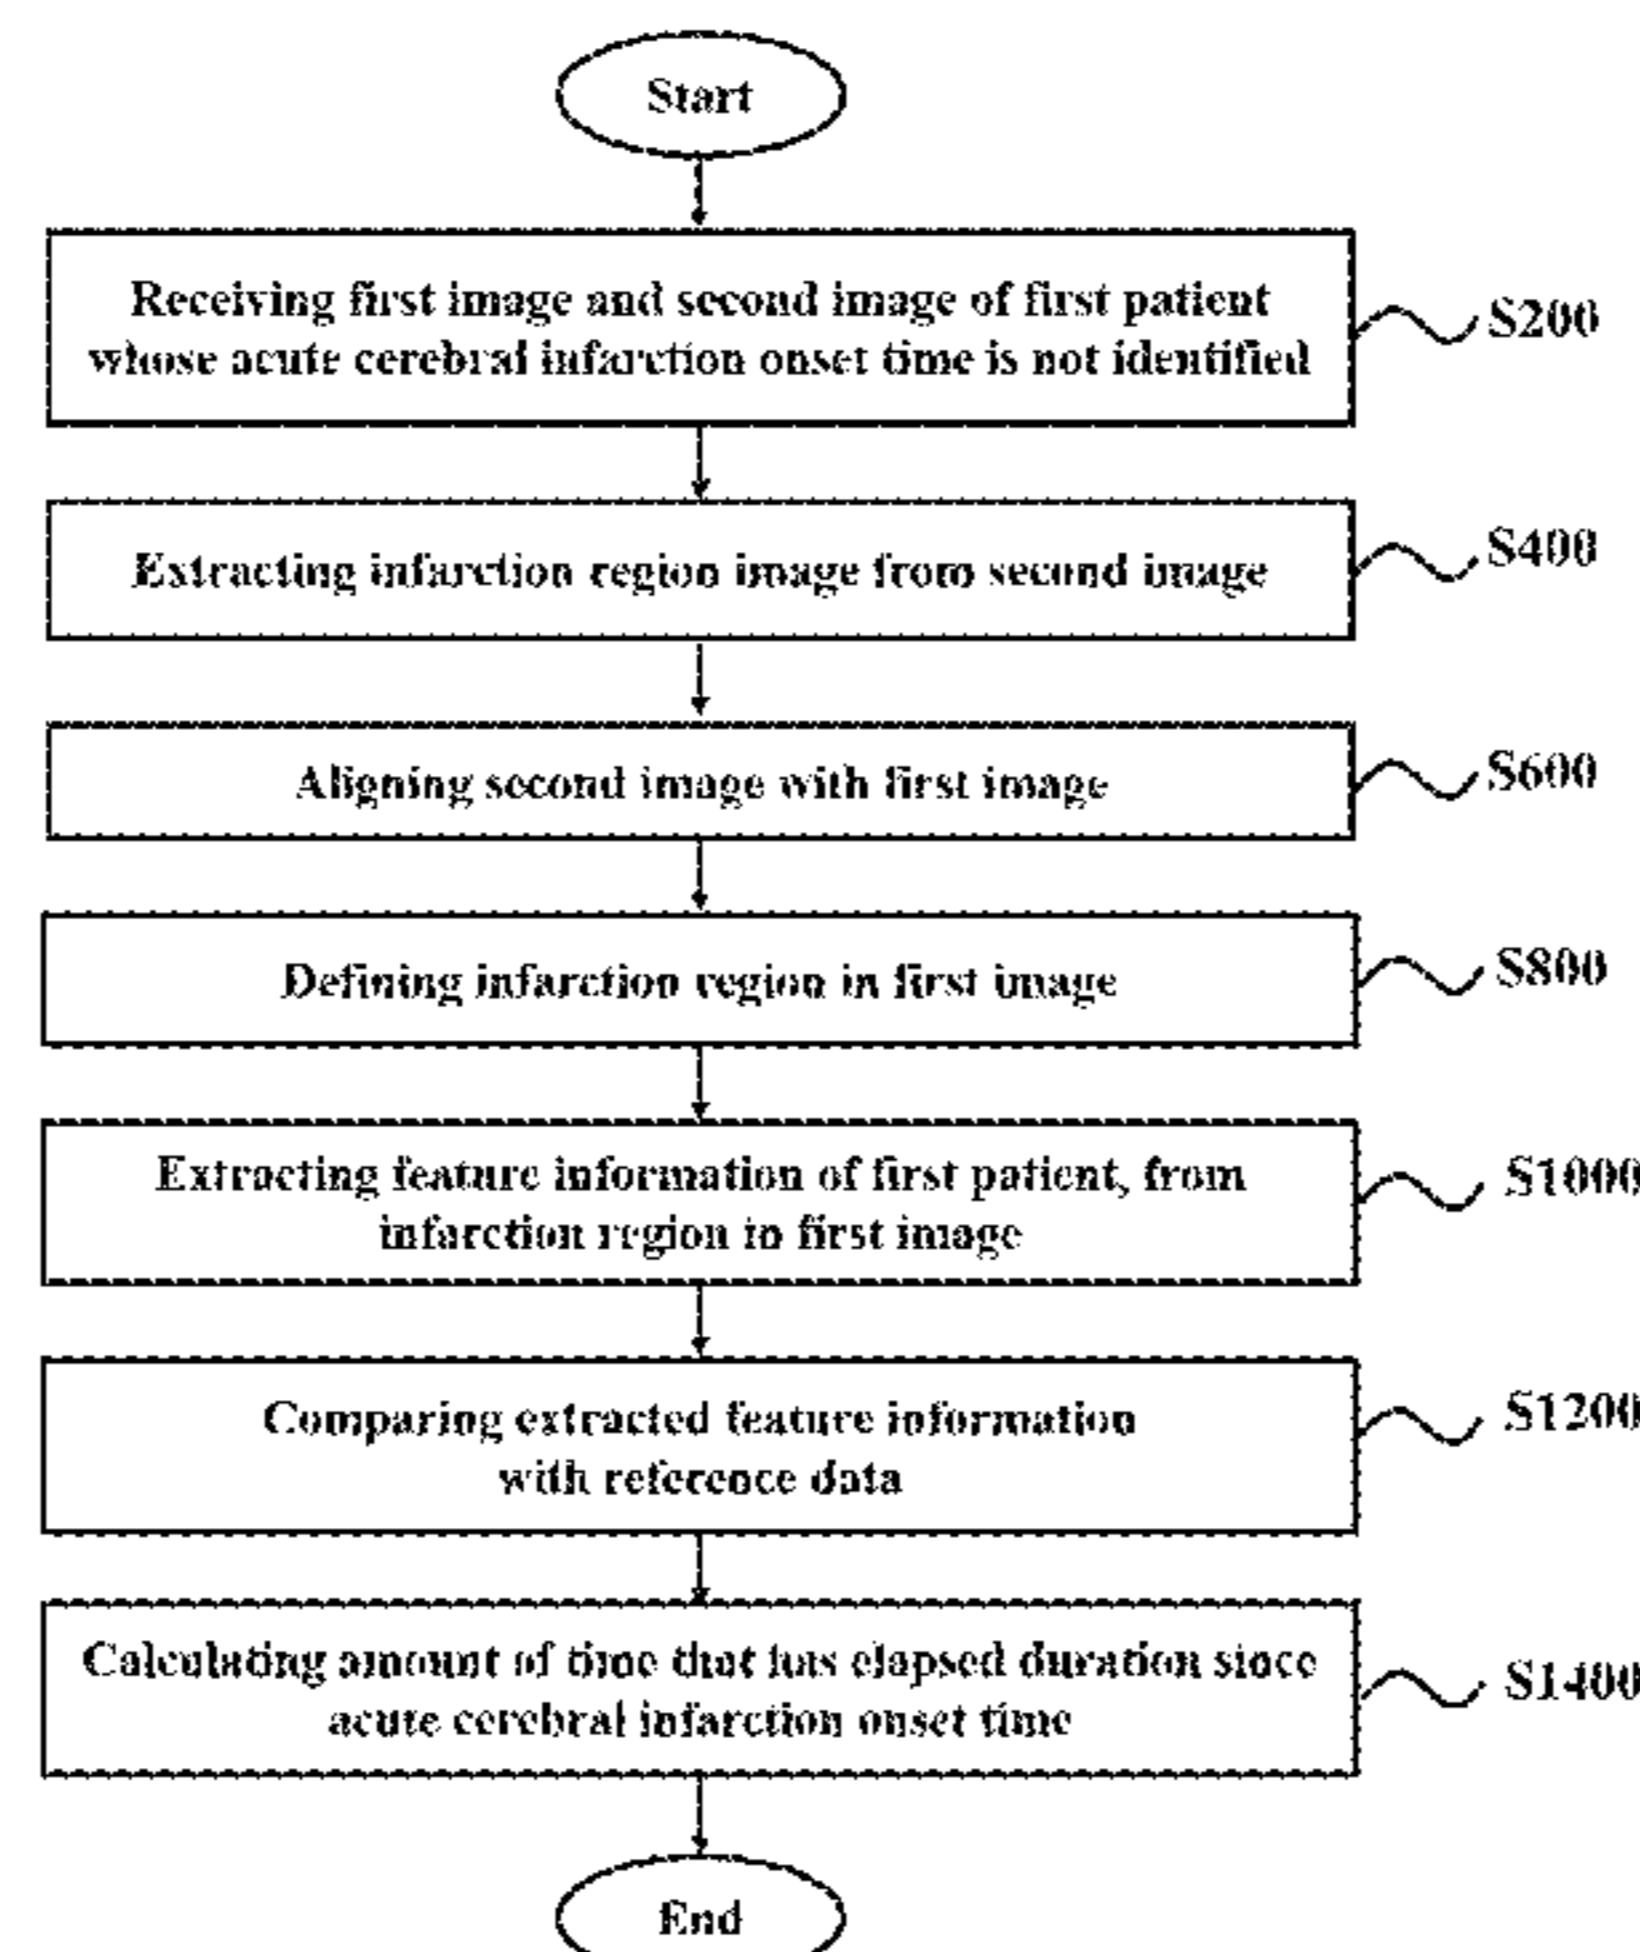 Start
Receiving first image and second image of first patient
whose acute cerebral infarction onset time is not identified
S200
Extracting infarction region image from second image
S400
Aligning second image with first image
S600
Defining infarction region in first image
S800
Extracting feature information of first patient, from
infarction region in first image
S1000
Comparing extracted feature information
with reference data
S1200
Calculating amount of time that has elapsed duration since
acute cerebral infarction onset time
S1400
End